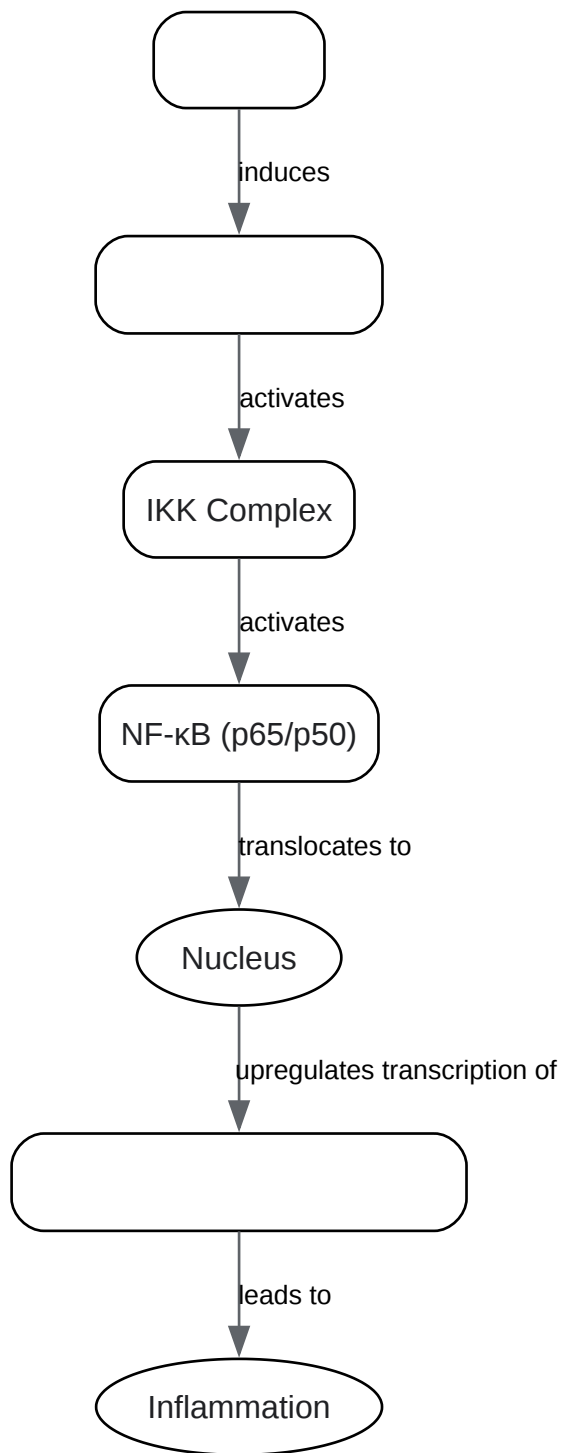 induces
activates
IKK Complex
activates
NF-κB (p65/p50)
translocates to
Nucleus
upregulates transcription of
leads to
Inflammation